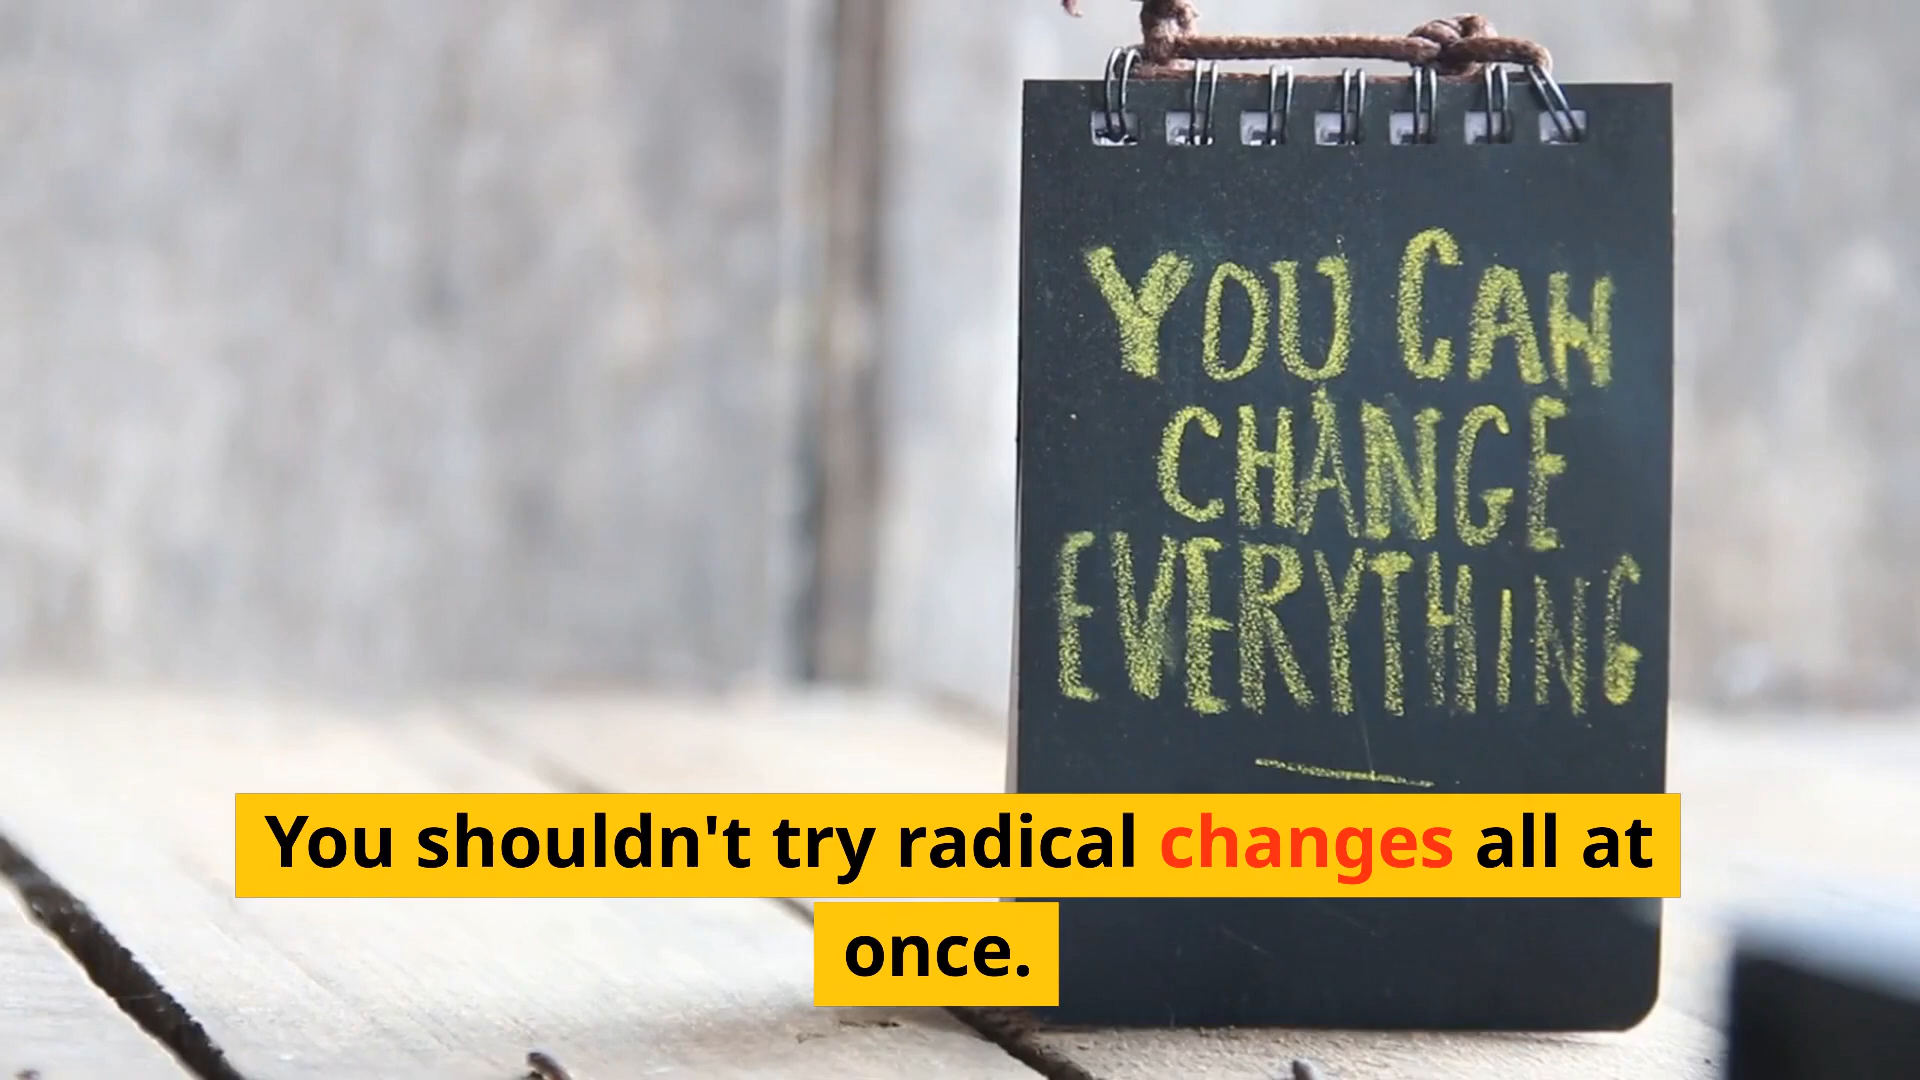 YOU CAN
CHANGE
EVERYTHING
You shouldn't try radical changes all at
once.